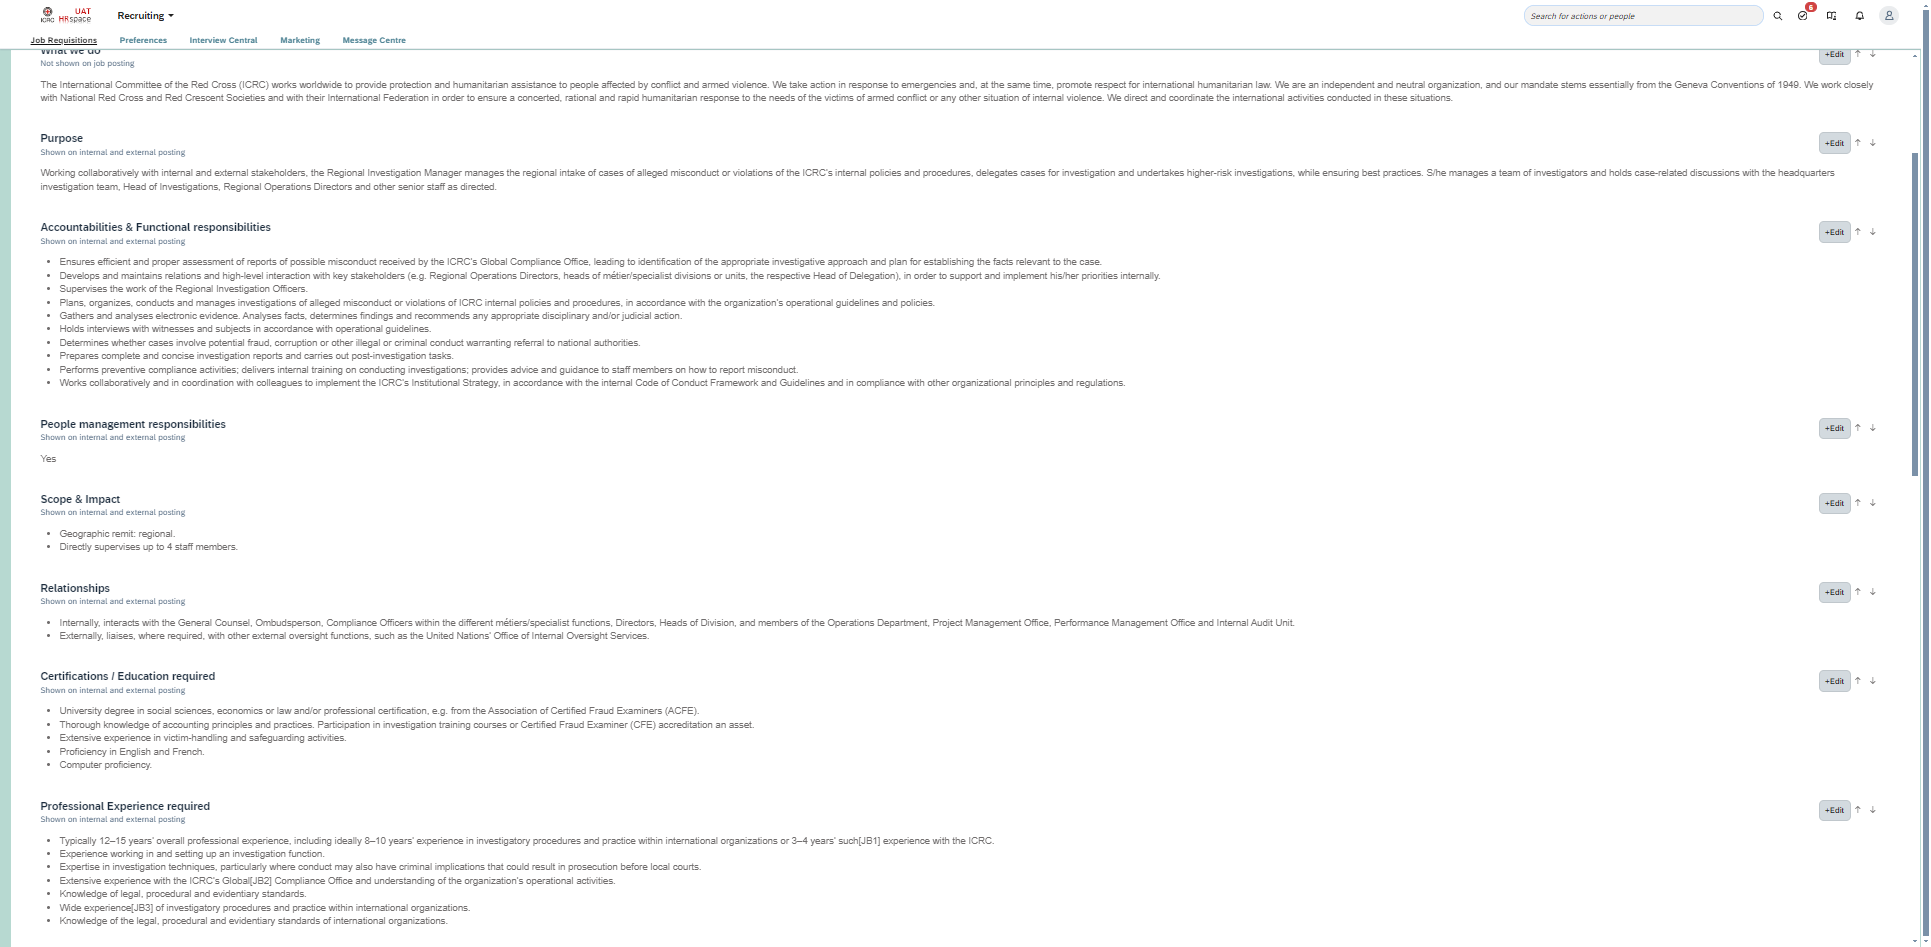 UAT
ICRC HRspace
Recruiting
Search for actions or people
6
Job Requisitions
Preferences
Interview Central
Marketing
Message Centre
What we do
+Edit
Not shown on job posting
The International Committee of the Red Cross (ICRC) works worldwide to provide protection and humanitarian assistance to people affected by conflict and armed violence. We take action in response to emergencies and, at the same time, promote respect for international humanitarian law. We are an independent and neutral organization, and our mandate stems essentially from the Geneva Conventions of 1949. We work closely
with National Red Cross and Red Crescent Societies and with their International Federation in order to ensure a concerted, rational and rapid humanitarian response to the needs of the victims of armed conflict or any other situation of internal violence. We direct and coordinate the international activities conducted in these situations.
Purpose
+Edit
Shown on internal and external posting
Working collaboratively with internal and external stakeholders, the Regional Investigation Manager manages the regional intake of cases of alleged misconduct or violations of the ICRC's internal policies and procedures, delegates cases for investigation and undertakes higher-risk investigations, while ensuring best practices. S/he manages a team of investigators and holds case-related discussions with the headquarters
investigation team, Head of Investigations, Regional Operations Directors and other senior staff as directed.
Accountabilities & Functional responsibilities
+Edit
Shown on internal and external posting
• Ensures efficient and proper assessment of reports of possible misconduct received by the ICRC's Global Compliance Office, leading to identification of the appropriate investigative approach and plan for establishing the facts relevant to the case.
• Develops and maintains relations and high-level interaction with key stakeholders (e.g. Regional Operations Directors, heads of métier/specialist divisions or units, the respective Head of Delegation), in order to support and implement his/her priorities internally.
• Supervises the work of the Regional Investigation Officers.
• Plans, organizes, conducts and manages investigations of alleged misconduct or violations of ICRC internal policies and procedures, in accordance with the organization's operational guidelines and policies.
• Gathers and analyses electronic evidence. Analyses facts, determines findings and recommends any appropriate disciplinary and/or judicial action.
• Holds interviews with witnesses and subjects in accordance with operational guidelines.
• Determines whether cases involve potential fraud, corruption or other illegal or criminal conduct warranting referral to national authorities.
• Prepares complete and concise investigation reports and carries out post-investigation tasks.
• Performs preventive compliance activities; delivers internal training on conducting investigations; provides advice and guidance to staff members on how to report misconduct.
• Works collaboratively and in coordination with colleagues to implement the ICRC's Institutional Strategy, in accordance with the internal Code of Conduct Framework and Guidelines and in compliance with other organizational principles and regulations.
People management responsibilities
+Edit
Shown on internal and external posting
Yes
Scope & Impact
+Edit
Shown on internal and external posting
• Geographic remit: regional.
• Directly supervises up to 4 staff members.
Relationships
+Edit
Shown on internal and external posting
• Internally, interacts with the General Counsel, Ombudsperson, Compliance Officers within the different métiers/specialist functions, Directors, Heads of Division, and members of the Operations Department, Project Management Office, Performance Management Office and Internal Audit Unit.
• Externally, liaises, where required, with other external oversight functions, such as the United Nations' Office of Internal Oversight Services.
Certifications / Education required
+Edit
Shown on internal and external posting
• University degree in social sciences, economics or law and/or professional certification, e.g. from the Association of Certified Fraud Examiners (ACFE).
• Thorough knowledge of accounting principles and practices. Participation in investigation training courses or Certified Fraud Examiner (CFE) accreditation an asset.
• Extensive experience in victim-handling and safeguarding activities.
• Proficiency in English and French.
• Computer proficiency.
Professional Experience required
+Edit
Shown on internal and external posting
• Typically 12–15 years' overall professional experience, including ideally 8–10 years' experience in investigatory procedures and practice within international organizations or 3–4 years' such[JB1] experience with the ICRC.
• Experience working in and setting up an investigation function.
• Expertise in investigation techniques, particularly where conduct may also have criminal implications that could result in prosecution before local courts.
• Extensive experience with the ICRC's Global[JB2] Compliance Office and understanding of the organization's operational activities.
• Knowledge of legal, procedural and evidentiary standards.
• Wide experience[JB3] of investigatory procedures and practice within international organizations.
• Knowledge of the legal, procedural and evidentiary standards of international organizations.